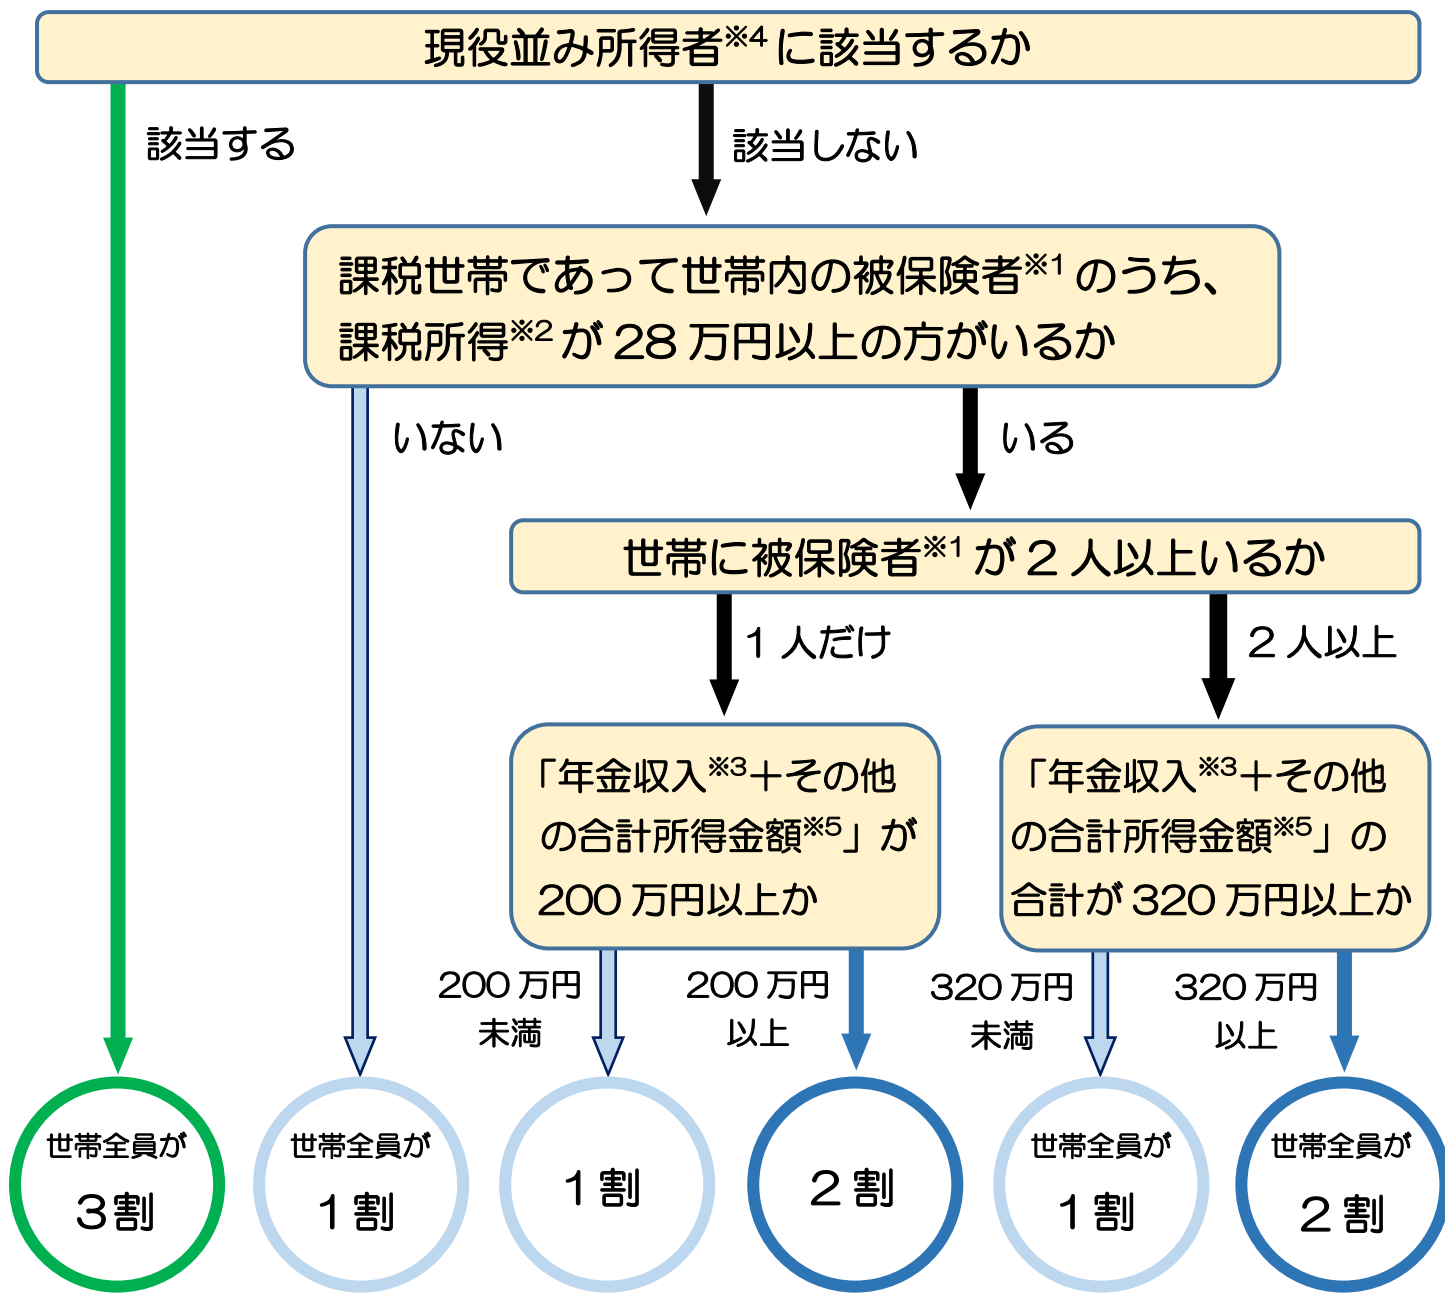 現役並み所得者※4に該当するか
該当する
該当しない
課税世帯であって世帯内の被保険者※1のうち、
課税所得※2が28万円以上の方がいるか
いない
いる
世帯に被保険者※1が2人以上いるか
1人だけ
2人以上
「年金収入※3+その他
の合計所得金額※5」が
200万円以上か
「年金収入※3+その他
の合計所得金額※5」の
合計が320万円以上か
200万円
未満
200万円
以上
320万円
未満
320万円
以上
世帯全員が
3割
世帯全員が
1割
1割
2割
世帯全員が
1割
世帯全員が
2割